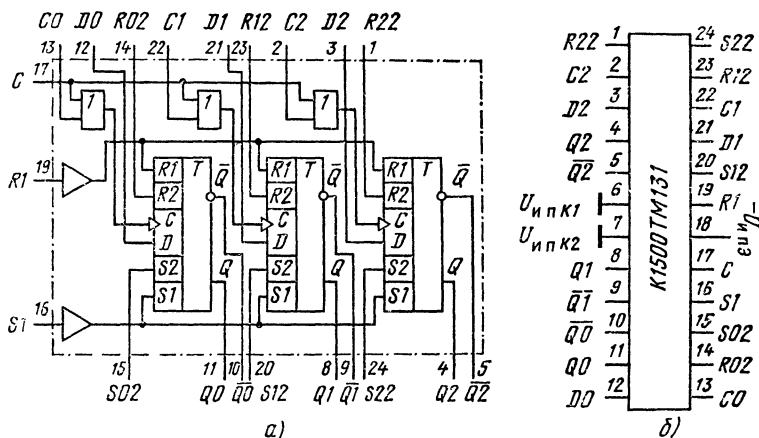 C0 D0 R02 C1 D1 R12 C2 D2 R22
13 12 14 22 21 23 2 3 1
C 17
1 1 1
R1 19
R1 T Q̅ R1 T Q̅ R1 T Q̅
R2 R2 R2
C C C
D D D
S2 Q S2 Q S2 Q
S1 S1 S1
S1 16
15 11 10 20 8 9 24 4 5
S02 Q0 Q̅0̅ S12 Q1 Q̅1̅ S22 Q2 Q̅2̅
а)
R22 1 24 S22
C2 2 23 R12
D2 3 22 C1
Q2 4 21 D1
Q̅2̅ 5 20 S12
Uипк1 6 19 R1
Uипк2 7 18 Uипэ
Q1 8 17 C
Q̅1̅ 9 16 S1
Q̅0̅ 10 15 S02
Q0 11 14 R02
D0 12 13 C0
К1500ТМ131
б)